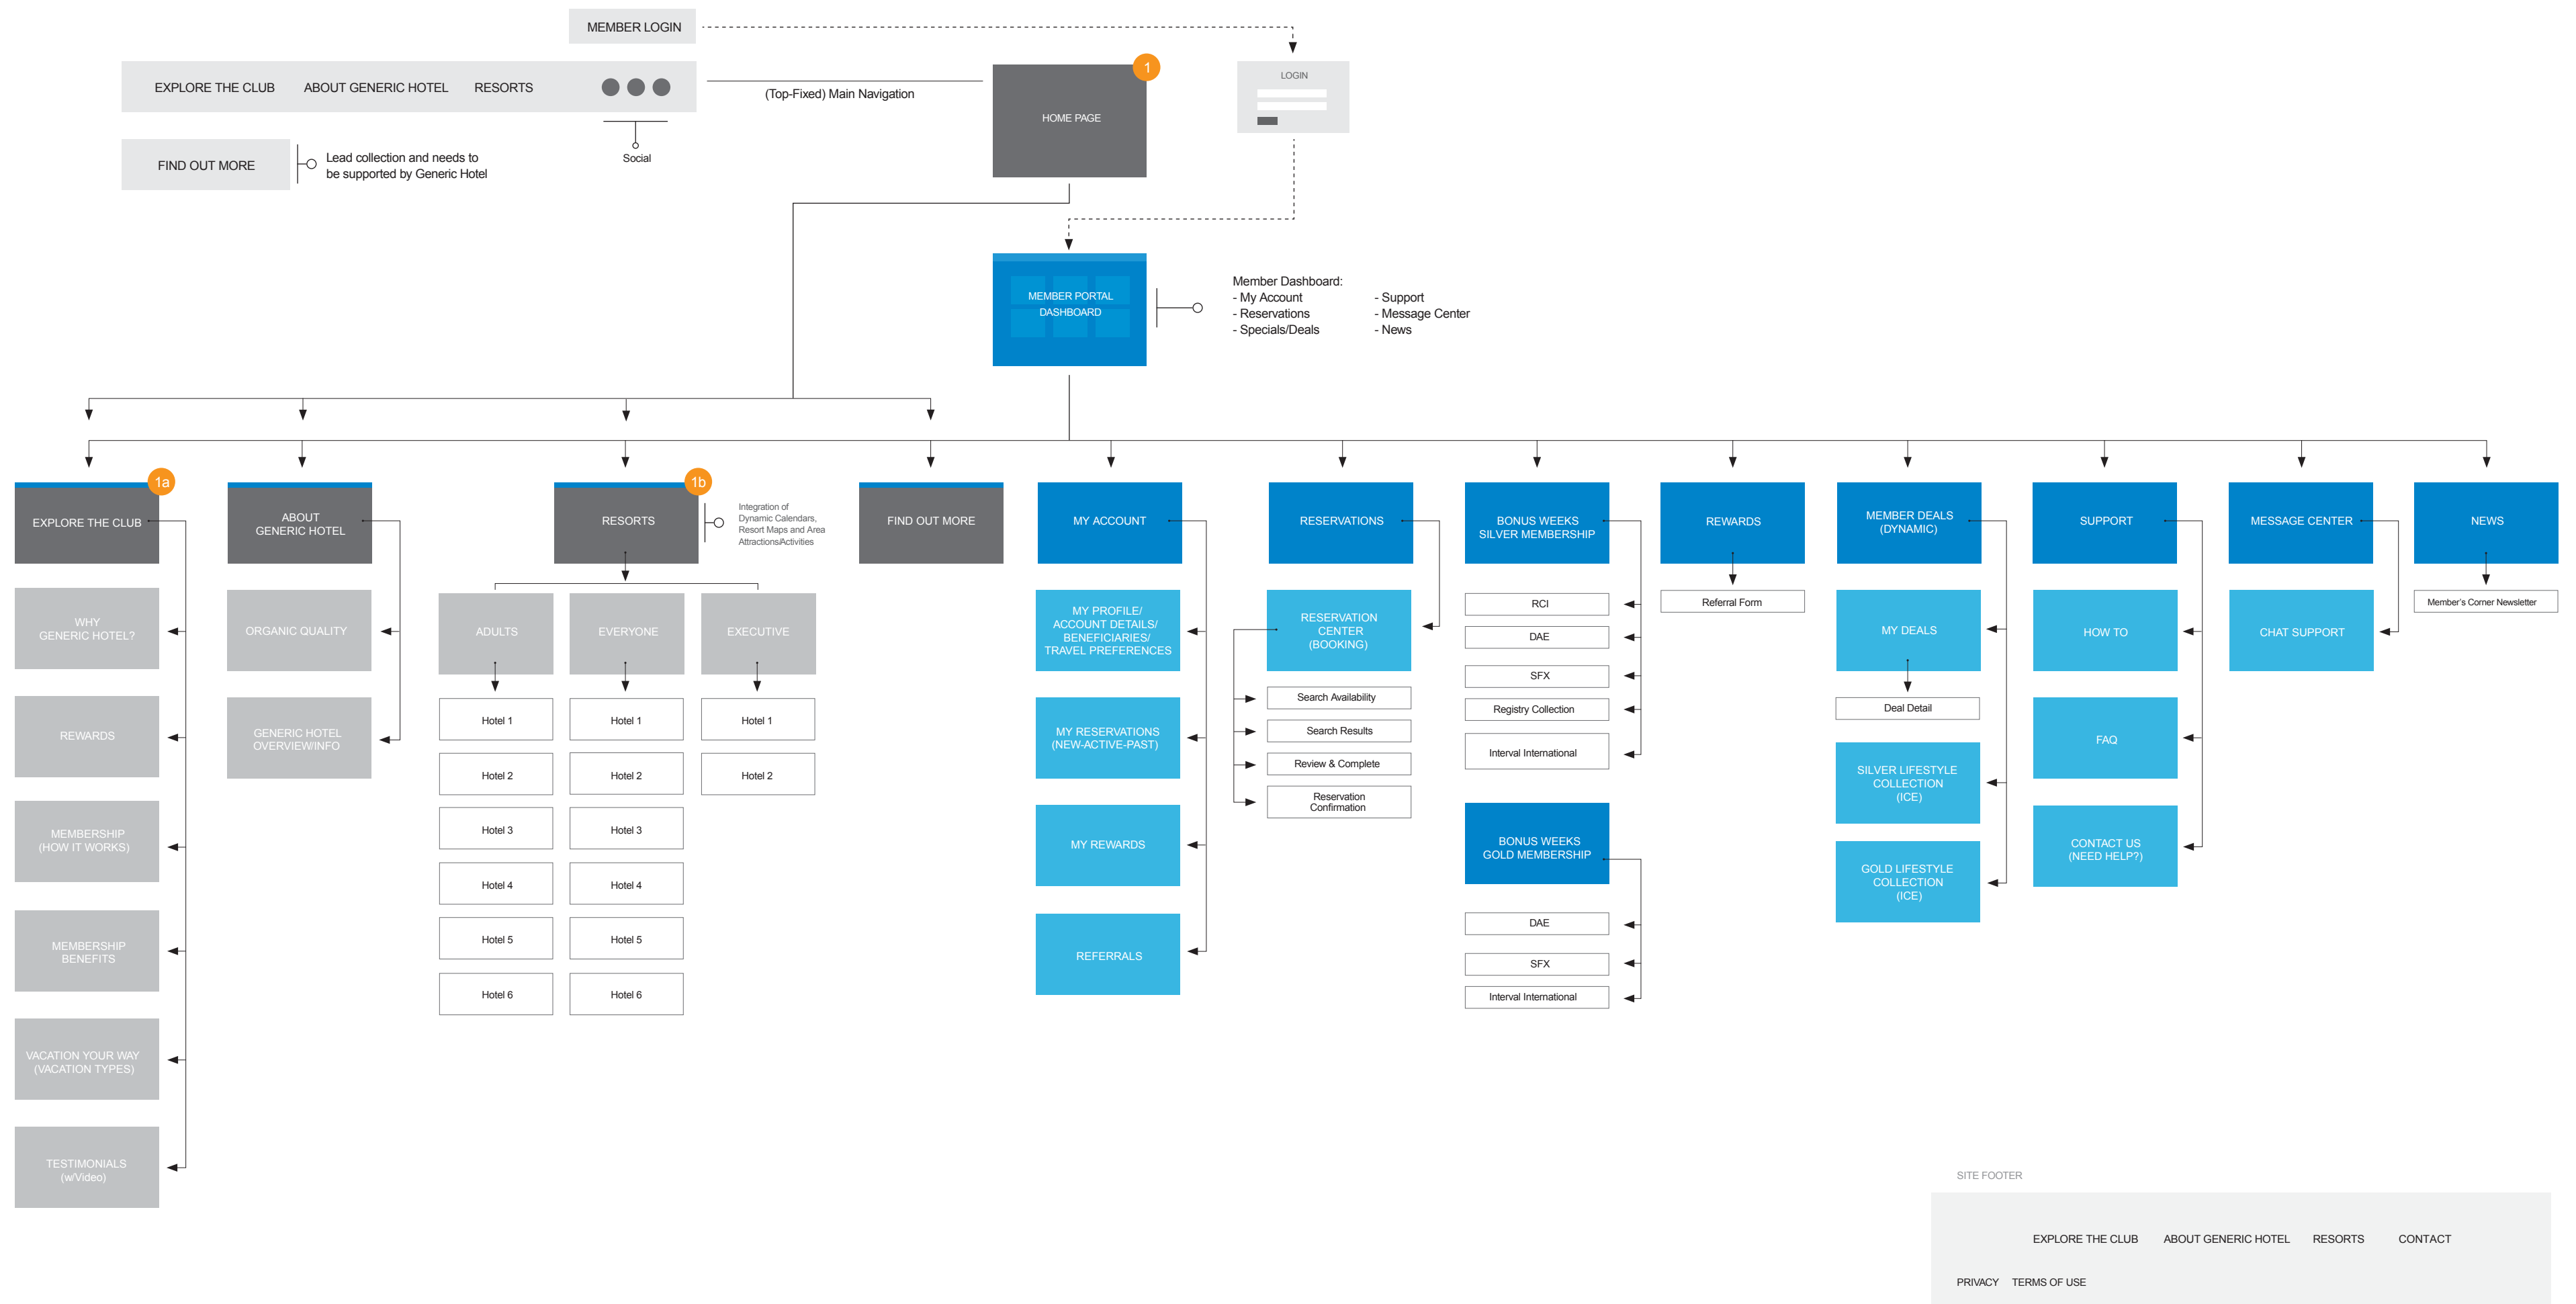 MEMBER LOGIN
EXPLORE THE CLUB
ABOUT GENERIC HOTEL
RESORTS
(Top-Fixed) Main Navigation
Social
FIND OUT MORE
Lead collection and needs to
be supported by Generic Hotel
1
HOME PAGE
LOGIN
MEMBER PORTAL
DASHBOARD
Member Dashboard:
- My Account
- Reservations
- Specials/Deals
- Support
- Message Center
- News
1a
EXPLORE THE CLUB
WHY
GENERIC HOTEL?
REWARDS
MEMBERSHIP
(HOW IT WORKS)
MEMBERSHIP
BENEFITS
VACATION YOUR WAY
(VACATION TYPES)
TESTIMONIALS
(w/Video)
ABOUT
GENERIC HOTEL
ORGANIC QUALITY
GENERIC HOTEL
OVERVIEW/INFO
1b
RESORTS
Integration of
Dynamic Calendars,
Resort Maps and Area
Attractions/Activities
ADULTS
Hotel 1
Hotel 2
Hotel 3
Hotel 4
Hotel 5
Hotel 6
EVERYONE
Hotel 1
Hotel 2
Hotel 3
Hotel 4
Hotel 5
Hotel 6
EXECUTIVE
Hotel 1
Hotel 2
FIND OUT MORE
MY ACCOUNT
MY PROFILE/
ACCOUNT DETAILS/
BENEFICIARIES/
TRAVEL PREFERENCES
MY RESERVATIONS
(NEW-ACTIVE-PAST)
MY REWARDS
REFERRALS
RESERVATIONS
RESERVATION
CENTER
(BOOKING)
Search Availability
Search Results
Review & Complete
Reservation
Confirmation
BONUS WEEKS
SILVER MEMBERSHIP
RCI
DAE
SFX
Registry Collection
Interval International
BONUS WEEKS
GOLD MEMBERSHIP
DAE
SFX
Interval International
REWARDS
Referral Form
MEMBER DEALS
(DYNAMIC)
MY DEALS
Deal Detail
SILVER LIFESTYLE
COLLECTION
(ICE)
GOLD LIFESTYLE
COLLECTION
(ICE)
SUPPORT
HOW TO
FAQ
CONTACT US
(NEED HELP?)
MESSAGE CENTER
CHAT SUPPORT
NEWS
Member's Corner Newsletter
SITE FOOTER
EXPLORE THE CLUB
ABOUT GENERIC HOTEL
RESORTS
CONTACT
PRIVACY
TERMS OF USE